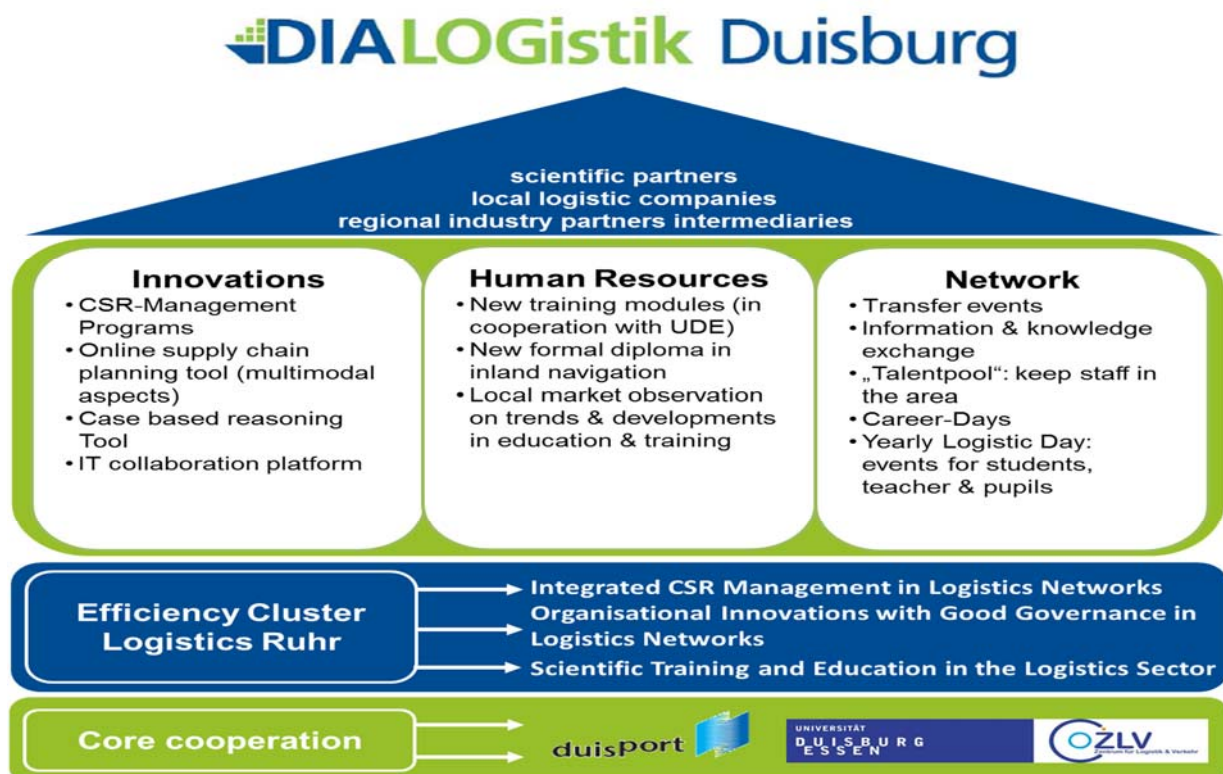 DIALOGistik Duisburg
scientific partners
local logistic companies
regional industry partners intermediaries
Innovations
• CSR-Management
Programs
• Online supply chain
planning tool (multimodal
aspects)
• Case based reasoning
Tool
• IT collaboration platform
Human Resources
• New training modules (in
cooperation with UDE)
• New formal diploma in
inland navigation
• Local market observation
on trends & developments
in education & training
Network
• Transfer events
• Information & knowledge
exchange
• „Talentpool“: keep staff in
the area
• Career-Days
• Yearly Logistic Day:
events for students,
teacher & pupils
Efficiency Cluster
Logistics Ruhr
Integrated CSR Management in Logistics Networks
Organisational Innovations with Good Governance in
Logistics Networks
Scientific Training and Education in the Logistics Sector
Core cooperation
duisport
UNIVERSITÄT
DUISBURG
ESSEN
ZLV
Zentrum für Logistik & Verkehr